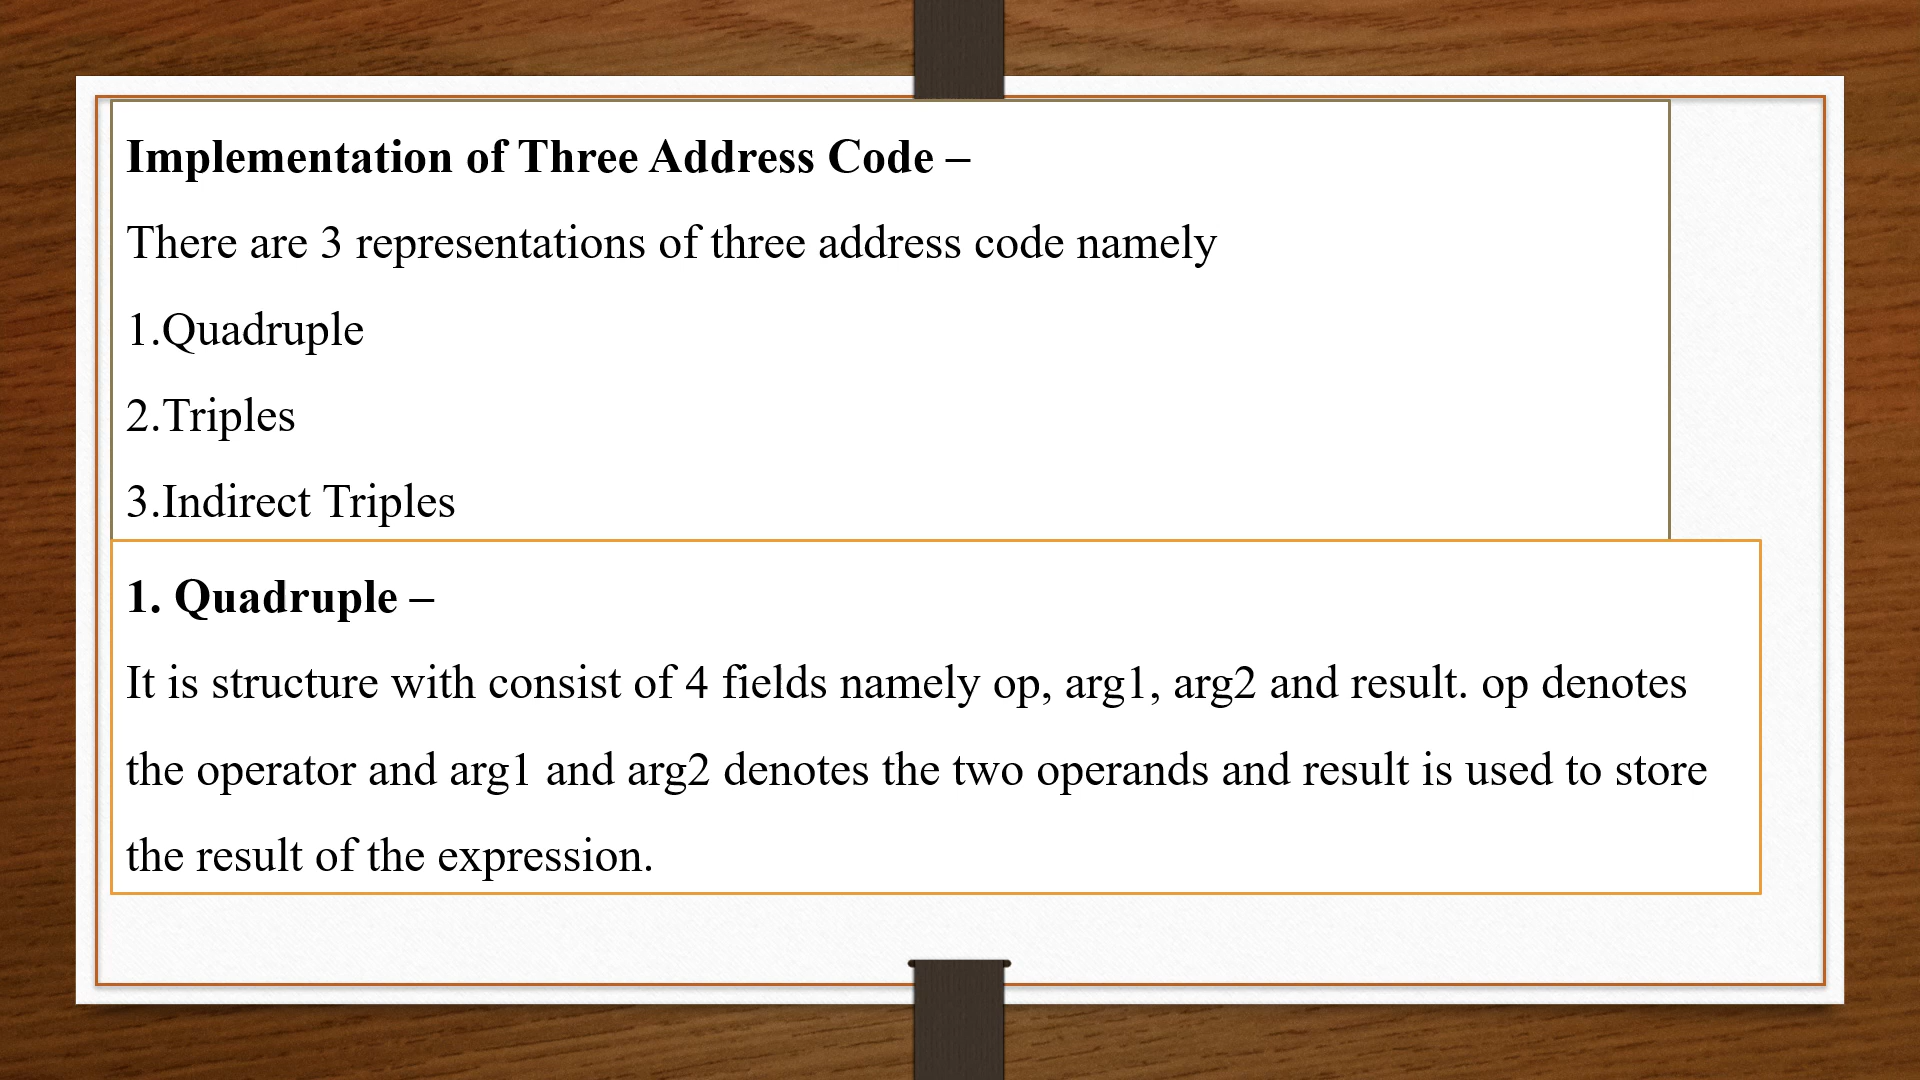 Implementation of Three Address Code –
There are 3 representations of three address code namely
1.Quadruple
2.Triples
3.Indirect Triples
1. Quadruple –
It is structure with consist of 4 fields namely op, arg1, arg2 and result. op denotes
the operator and arg1 and arg2 denotes the two operands and result is used to store
the result of the expression.